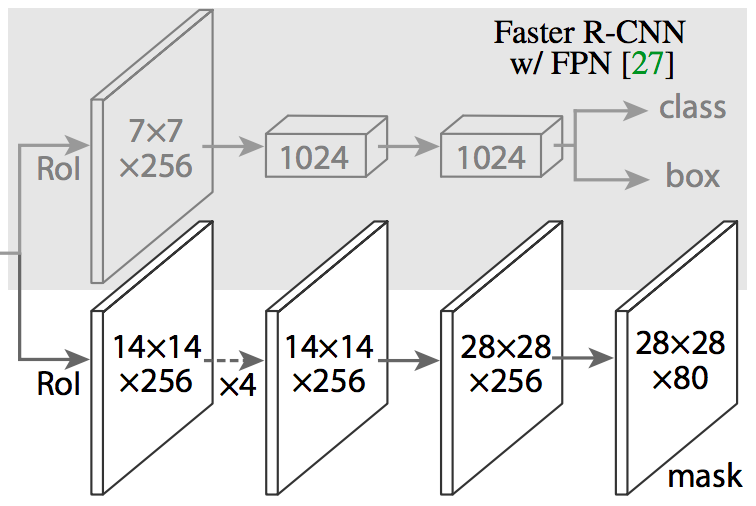 Faster R-CNN
w/ FPN [27]
RoI
7×7
×256
1024
1024
class
box
RoI
14×14
×256
×4
14×14
×256
28×28
×256
28×28
×80
mask